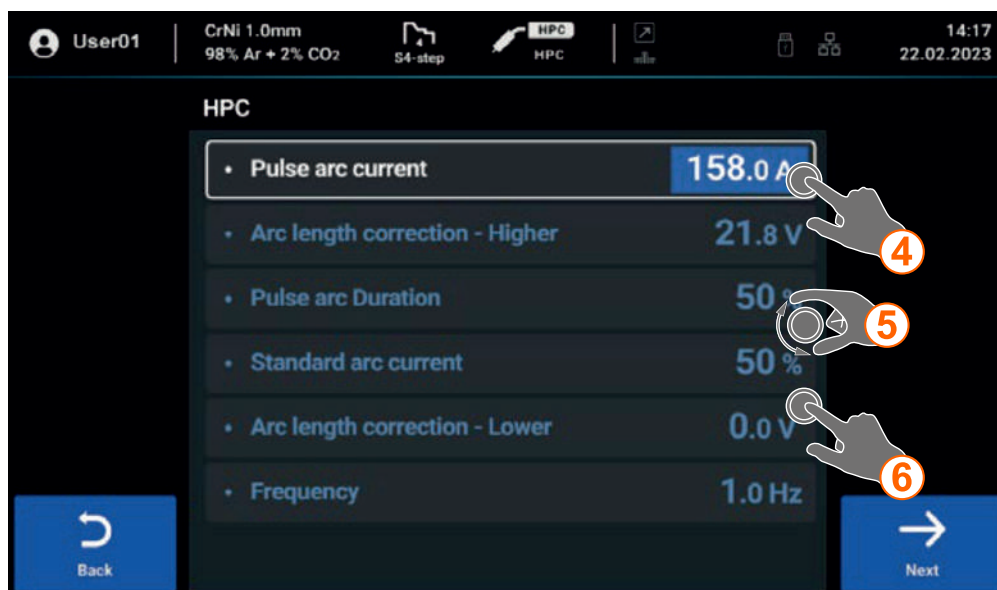 User01
CrNi 1.0mm
98% Ar + 2% CO2
S4-step
HPC
HPC
14:17
22.02.2023
HPC
• Pulse arc current 158.0 A
• Arc length correction - Higher 21.8 V
• Pulse arc Duration 50 %
• Standard arc current 50 %
• Arc length correction - Lower 0.0 V
• Frequency 1.0 Hz
4
5
6
Back
Next